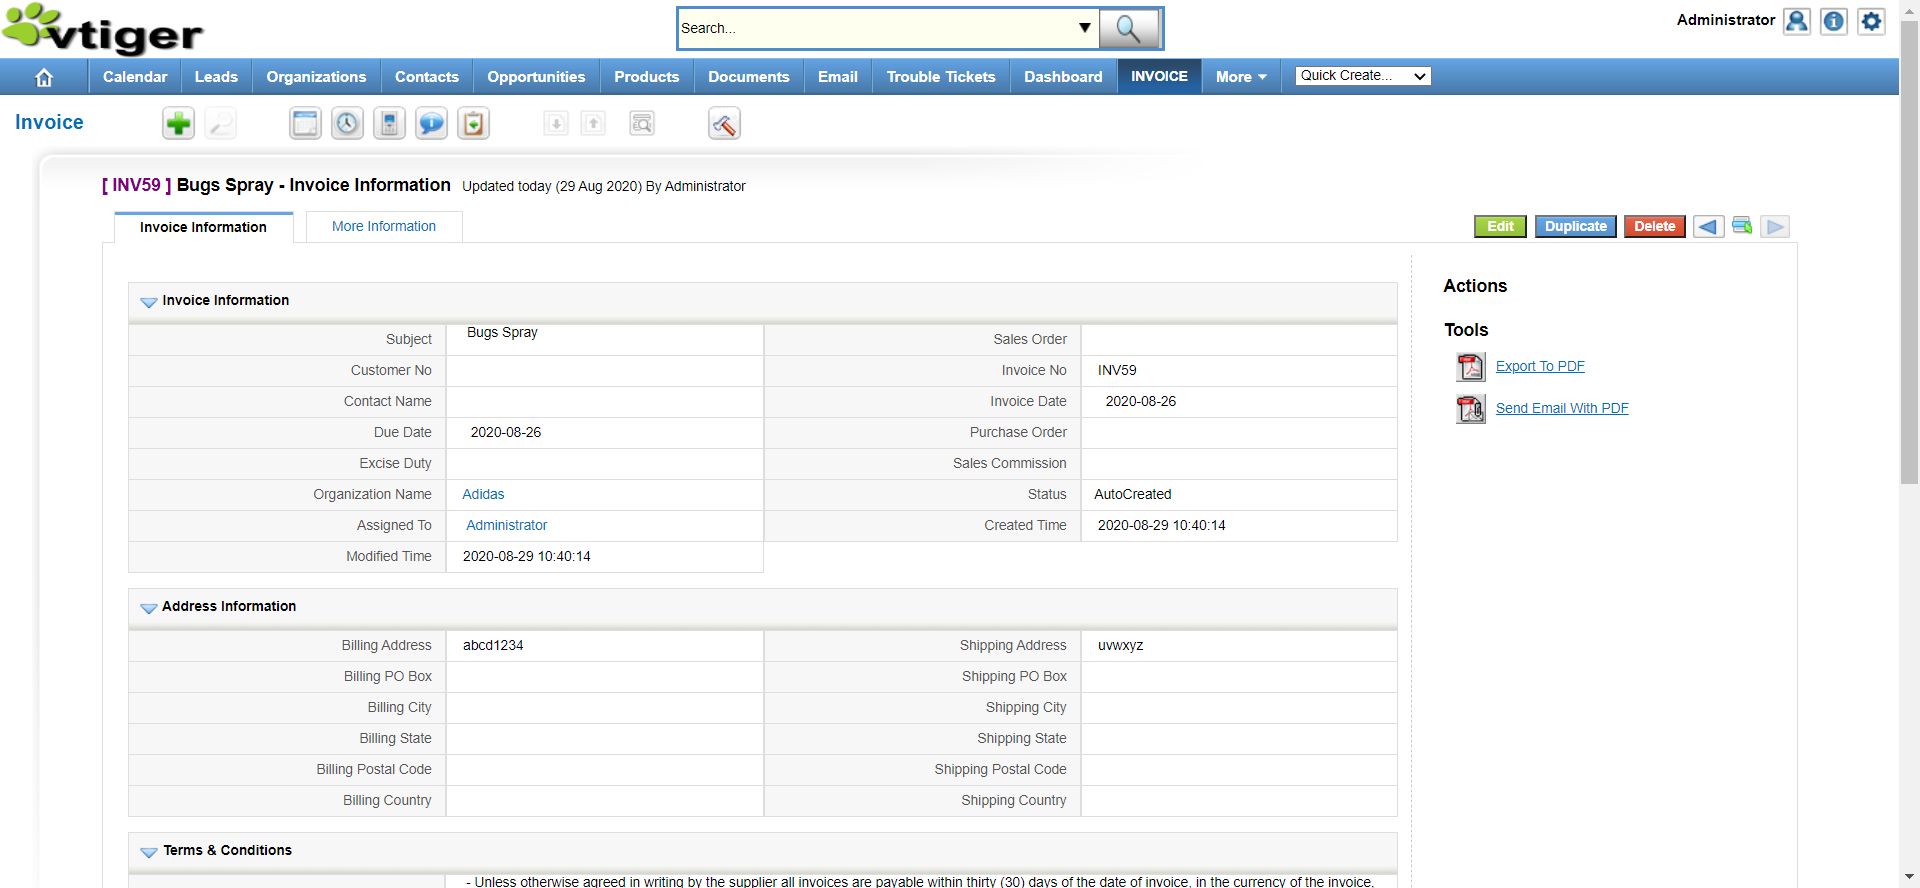 vtiger
Search...
Administrator
Calendar Leads Organizations Contacts Opportunities Products Documents Email Trouble Tickets Dashboard INVOICE More Quick Create...
Invoice
[ INV59 ] Bugs Spray - Invoice Information Updated today (29 Aug 2020) By Administrator
Invoice Information More Information Edit Duplicate Delete
Invoice Information
Subject Bugs Spray Sales Order
Customer No Invoice No INV59
Contact Name Invoice Date 2020-08-26
Due Date 2020-08-26 Purchase Order
Excise Duty Sales Commission
Organization Name Adidas Status AutoCreated
Assigned To Administrator Created Time 2020-08-29 10:40:14
Modified Time 2020-08-29 10:40:14
Address Information
Billing Address abcd1234 Shipping Address uvwxyz
Billing PO Box Shipping PO Box
Billing City Shipping City
Billing State Shipping State
Billing Postal Code Shipping Postal Code
Billing Country Shipping Country
Terms & Conditions
- Unless otherwise agreed in writing by the supplier all invoices are payable within thirty (30) days of the date of invoice, in the currency of the invoice,
Actions
Tools
Export To PDF
Send Email With PDF